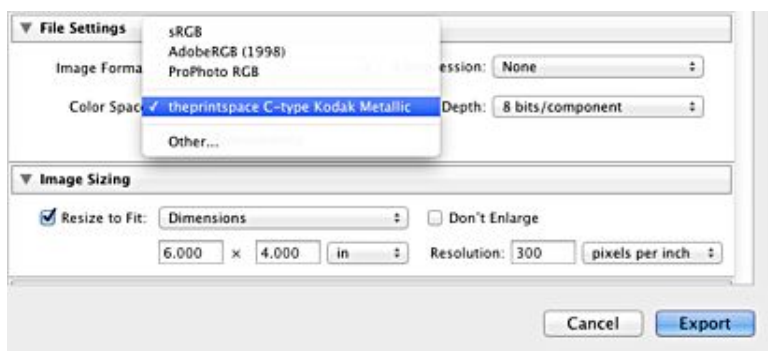 ▼ File Settings
sRGB
AdobeRGB (1998)
ProPhoto RGB
Image Forma
ession: None
Color Spac ✓ theprintspace C-type Kodak Metallic
Depth: 8 bits/component
Other...
▼ Image Sizing
Resize to Fit: Dimensions
Don't Enlarge
6.000 × 4.000 in
Resolution: 300 pixels per inch
Cancel Export